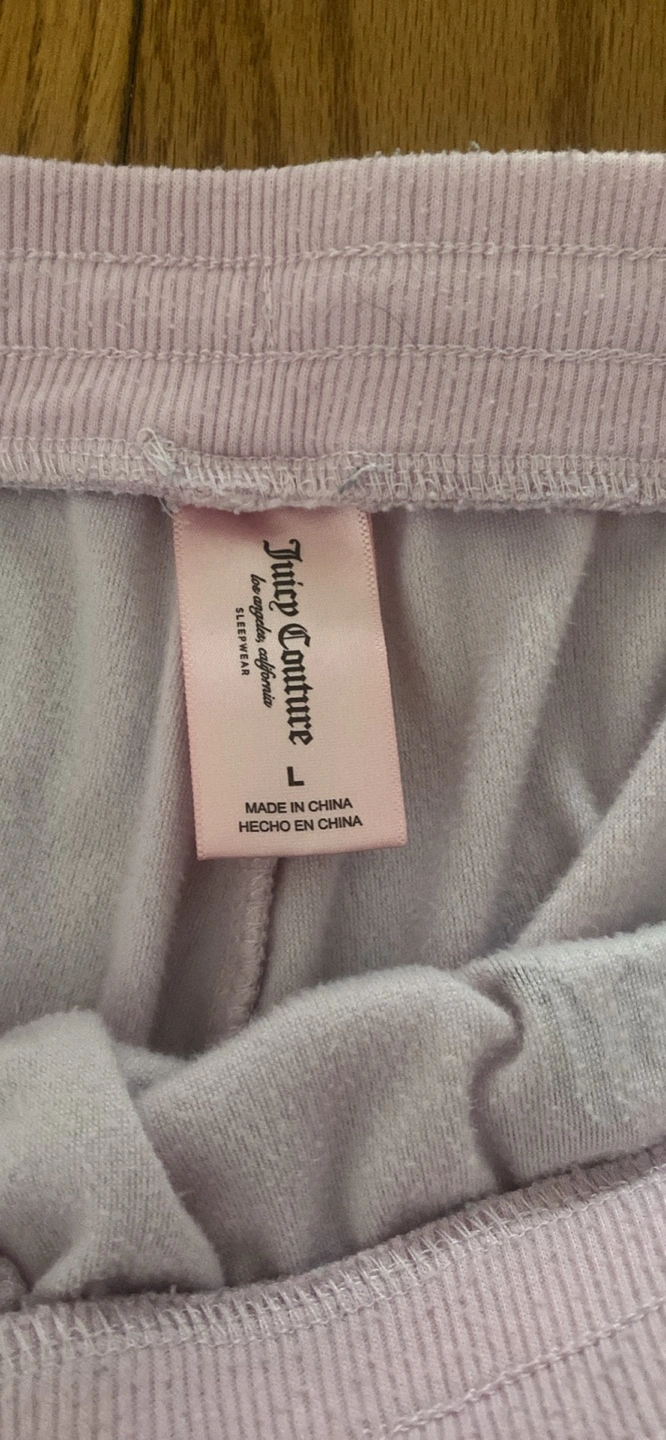 Juicy Couture
los angeles, california
SLEEPWEAR
L
MADE IN CHINA
HECHO EN CHINA